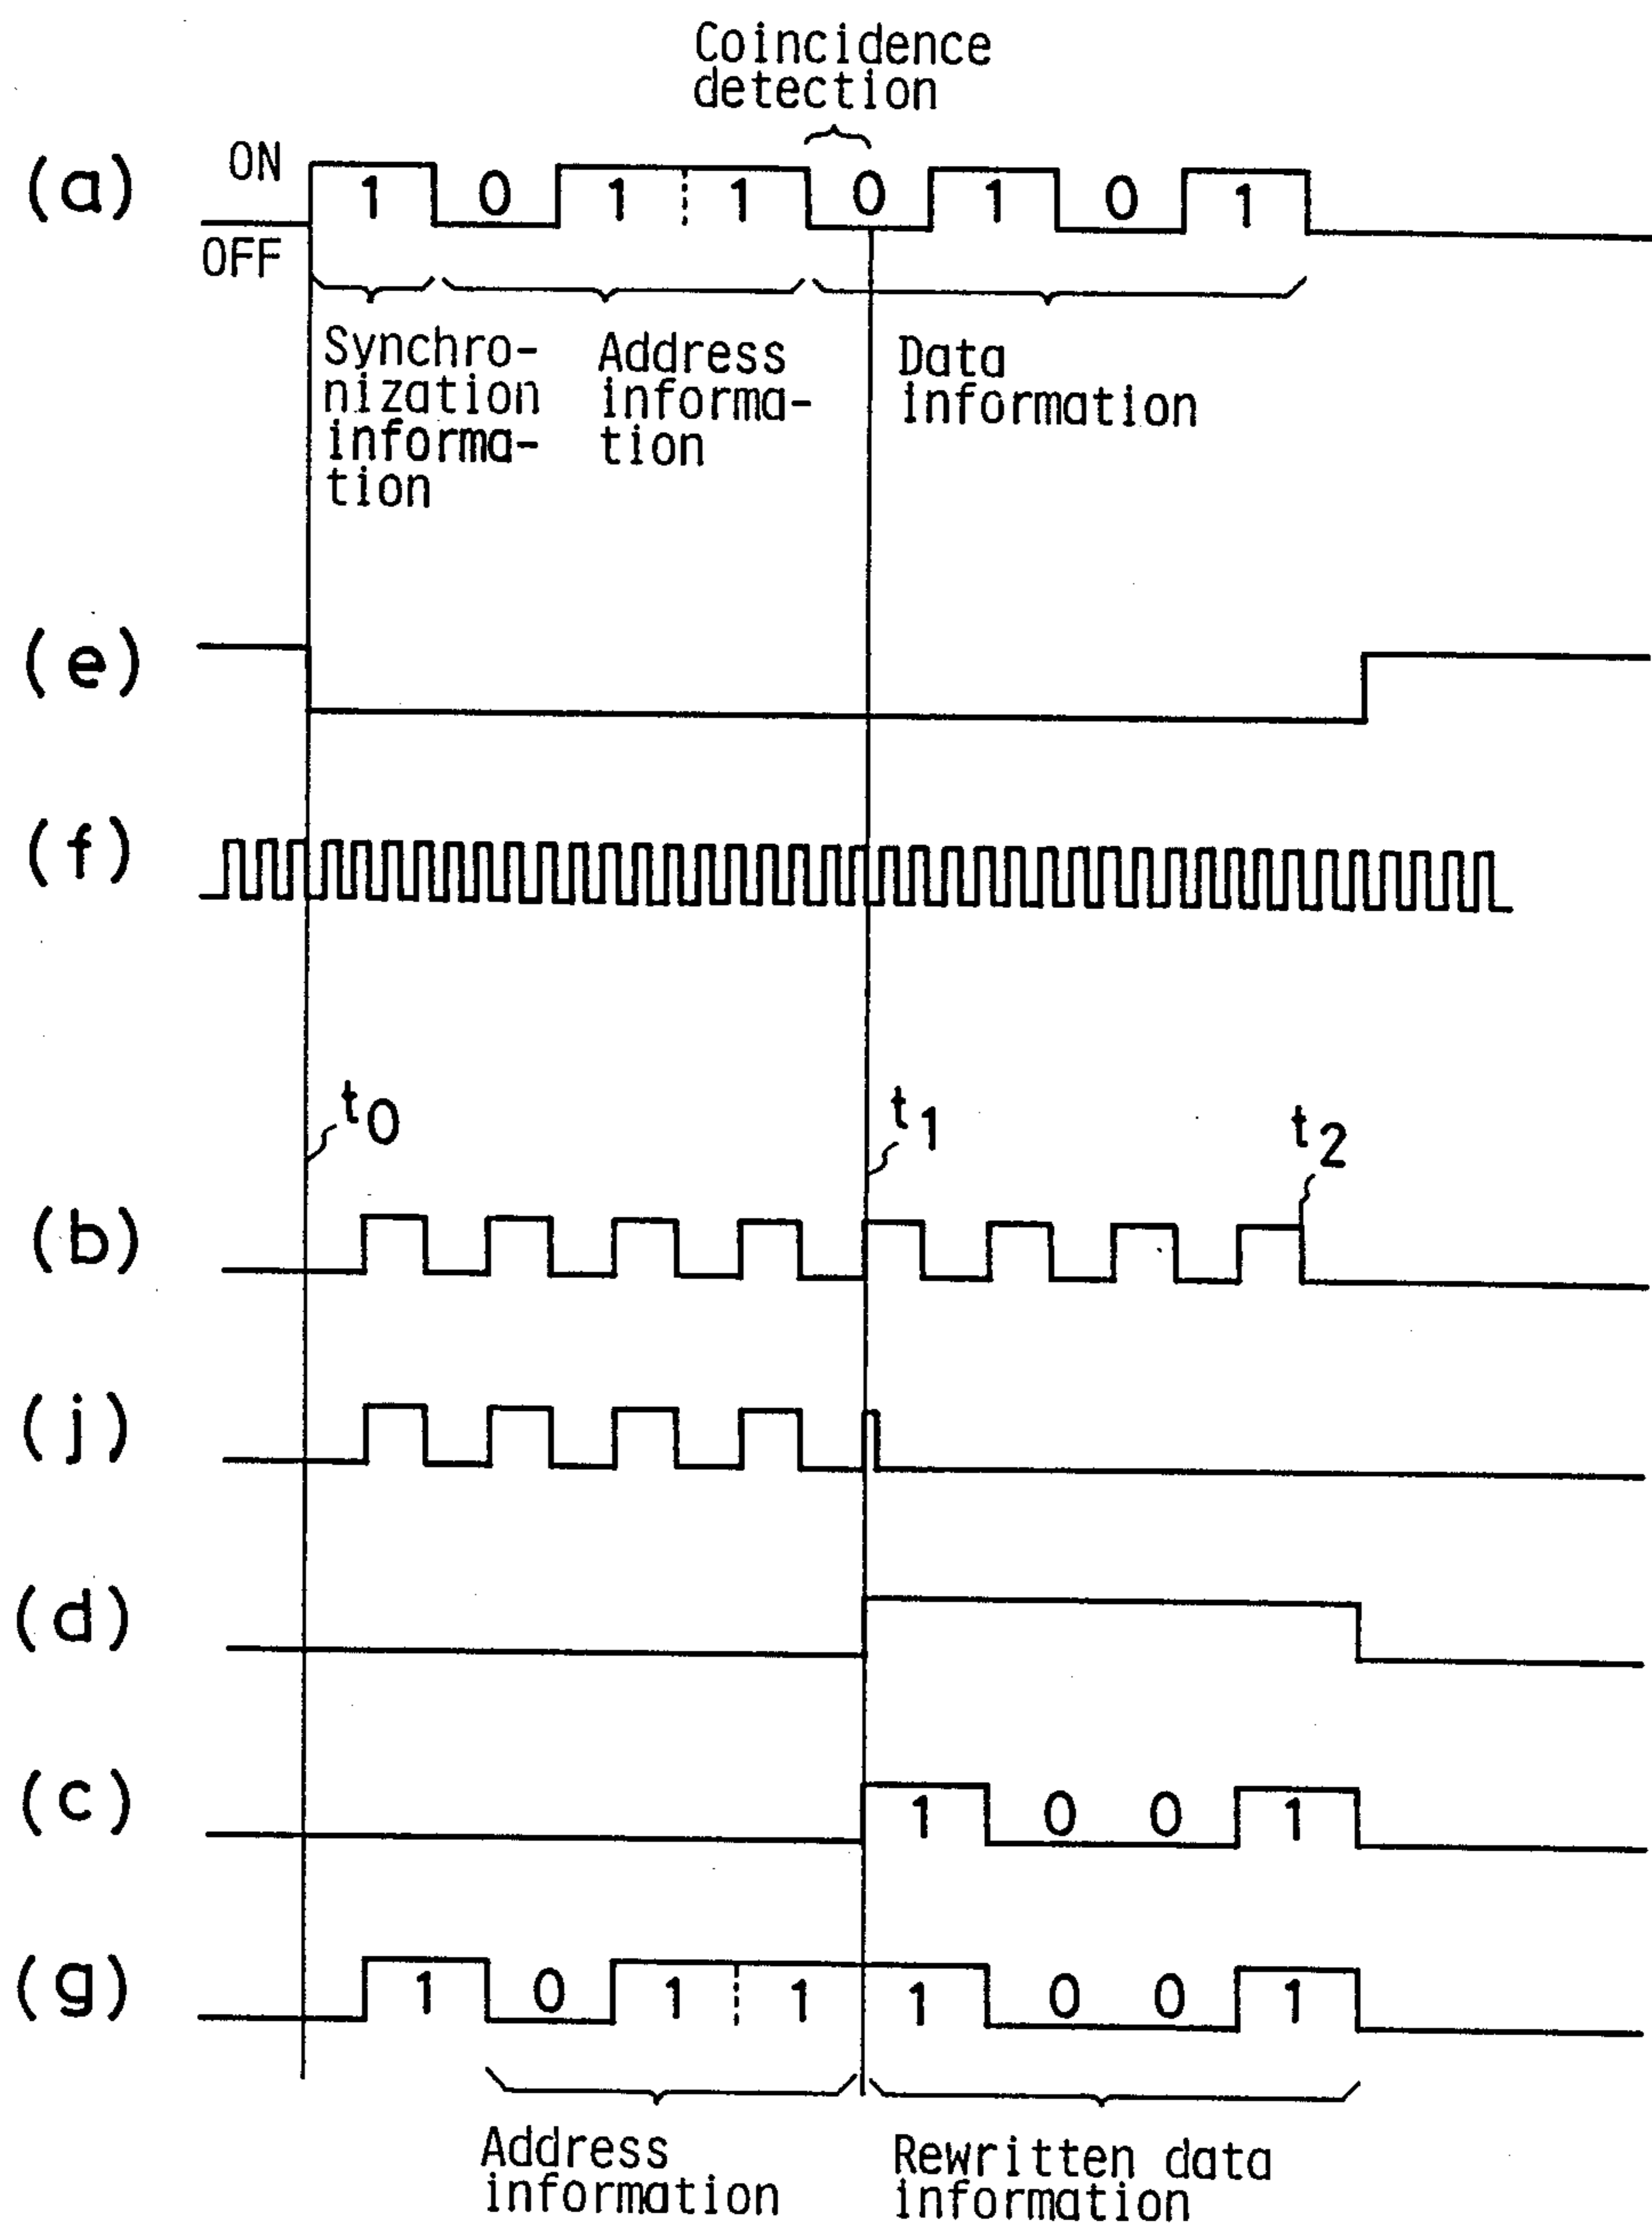 Coincidence
detection
(a)
ON
OFF
1 0 1 1 0 1 0 1
Synchro-
nization
informa-
tion
Address
informa-
tion
Data
information
(e)
(f)
t0
t1
t2
(b)
(j)
(d)
(c)
1 0 0 1
(g)
1 0 1 1 1 0 0 1
Address
information
Rewritten data
information